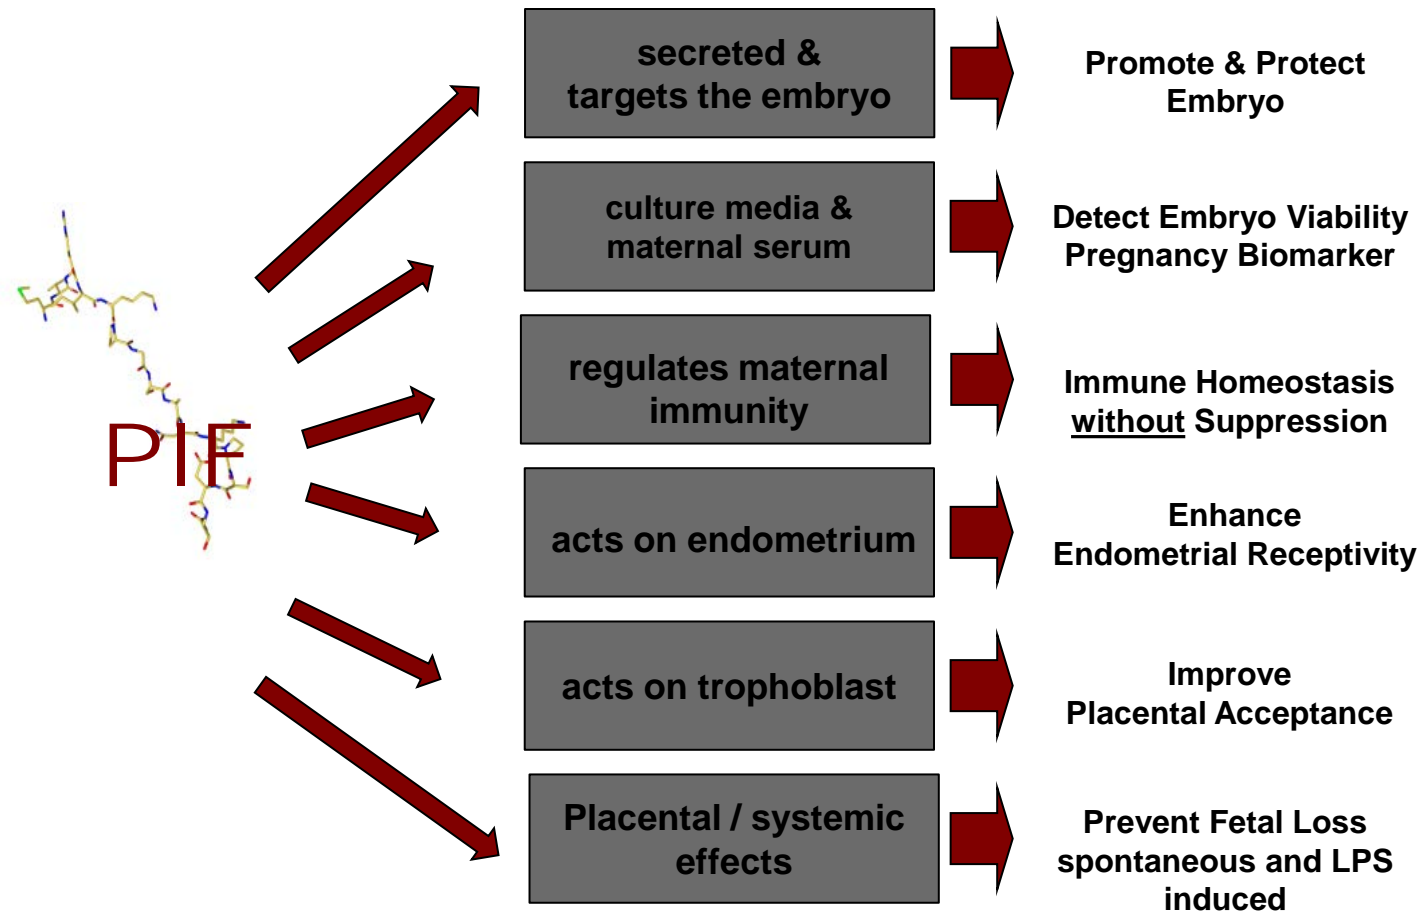 PIF
secreted &
targets the embryo
Promote & Protect
Embryo
culture media &
maternal serum
Detect Embryo Viability
Pregnancy Biomarker
regulates maternal
immunity
Immune Homeostasis
without Suppression
acts on endometrium
Enhance
Endometrial Receptivity
acts on trophoblast
Improve
Placental Acceptance
Placental / systemic
effects
Prevent Fetal Loss
spontaneous and LPS
induced